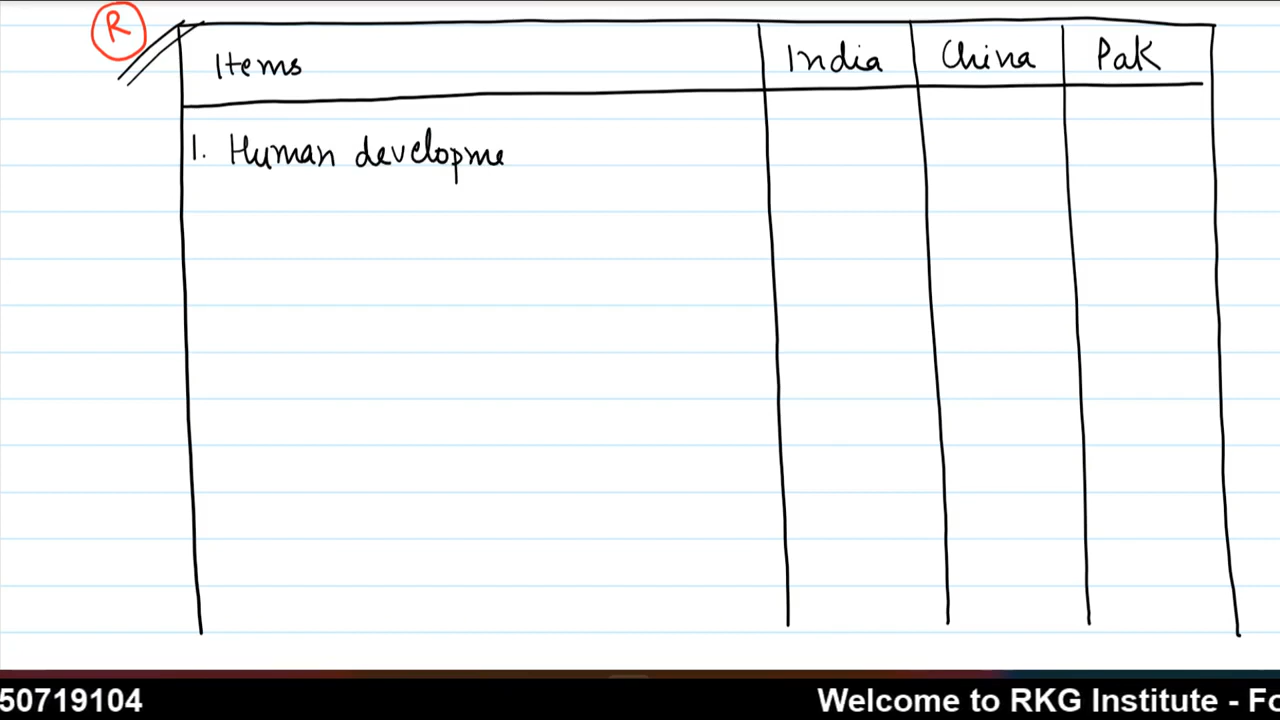 R
Items India China Pak
1. Human developme
50719104 Welcome to RKG Institute - Fo